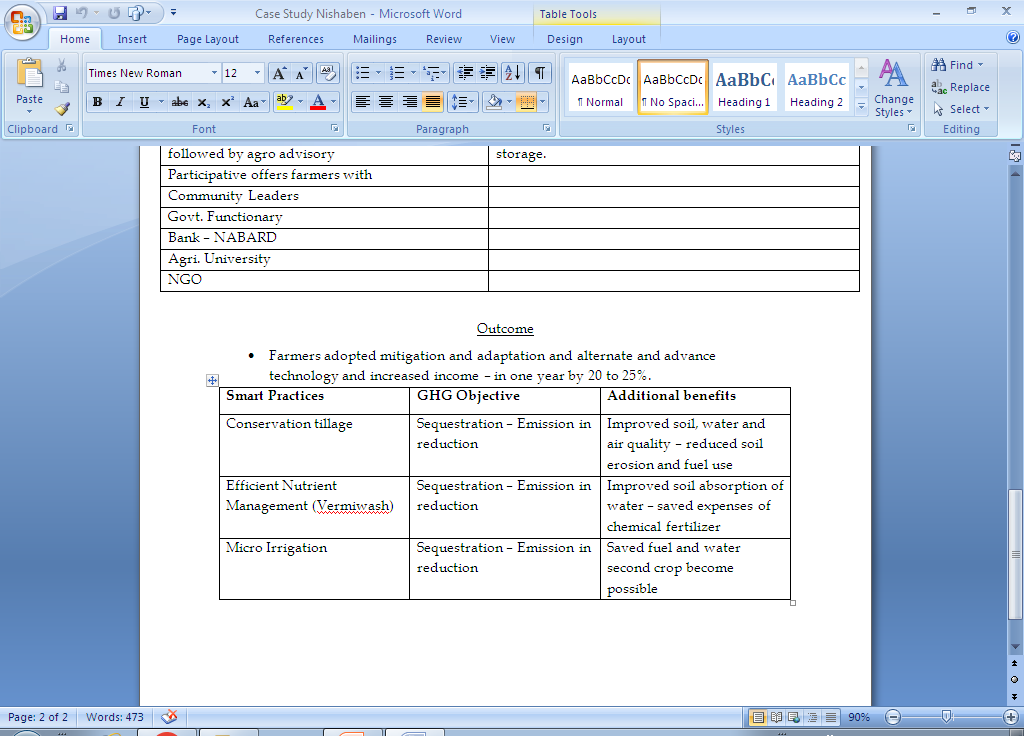 Case Study Nishaben - Microsoft Word
Table Tools
Home Insert Page Layout References Mailings Review View Design Layout
Paste
Clipboard
Times New Roman 12
B I U abc X₂ X² Aa
Font
Paragraph
AaBbCcDc AaBbCcDc AaBbC AaBbCc
¶ Normal ¶ No Spaci... Heading 1 Heading 2
Change Styles
Styles
Find
Replace
Select
Editing
followed by agro advisory storage.
Participative offers farmers with
Community Leaders
Govt. Functionary
Bank – NABARD
Agri. University
NGO
Outcome
• Farmers adopted mitigation and adaptation and alternate and advance
technology and increased income – in one year by 20 to 25%.
Smart Practices GHG Objective Additional benefits
Conservation tillage Sequestration – Emission in Improved soil, water and
reduction air quality – reduced soil
erosion and fuel use
Efficient Nutrient Sequestration – Emission in Improved soil absorption of
Management (Vermiwash) reduction water – saved expenses of
chemical fertilizer
Micro Irrigation Sequestration – Emission in Saved fuel and water
reduction second crop become
possible
Page: 2 of 2 Words: 473 90%